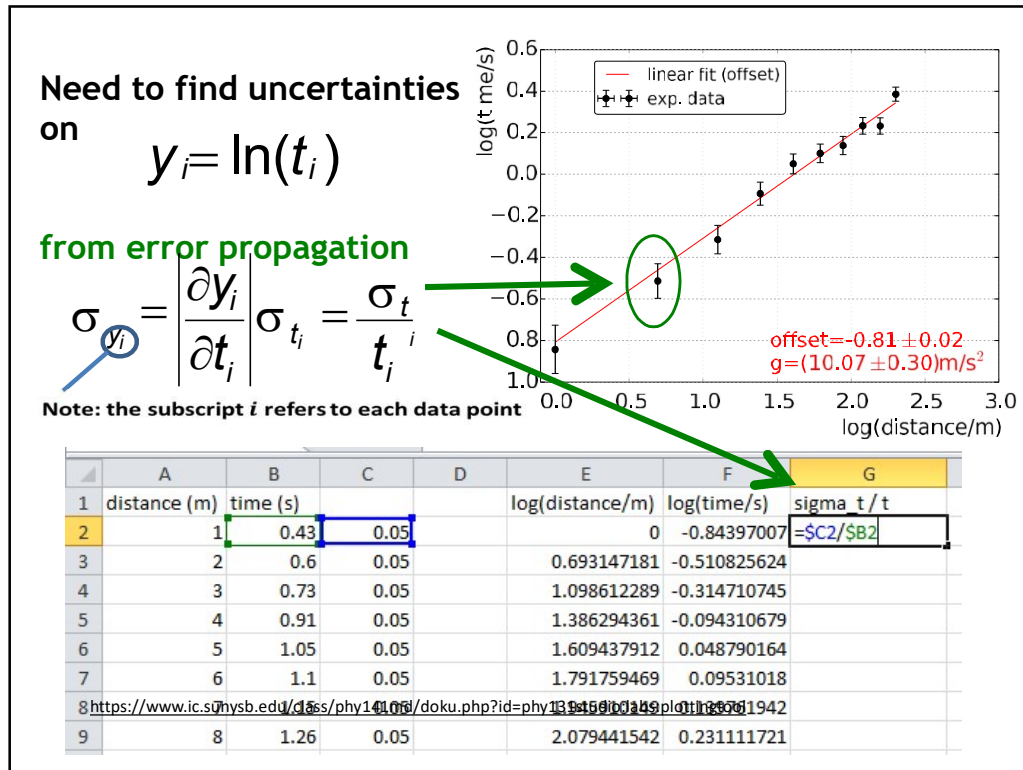 Need to find uncertainties
on
y i= ln(t i )
from error propagation
σ yi = |∂yi / ∂ti| σ ti = σ t i / ti
Note: the subscript i refers to each data point
log(t me/s)
0.6
0.4
0.2
0.0
−0.2
−0.4
−0.6
0.8
1.0
linear fit (offset)
exp. data
offset=-0.81 ±0.02
g=(10.07 ±0.30)m/s²
0.0 0.5 1.0 1.5 2.0 2.5 3.0
log(distance/m)
A B C D E F G
1 distance (m) time (s) log(distance/m) log(time/s) sigma_t / t
2 1 0.43 0.05 0 -0.84397007 =$C2/$B2
3 2 0.6 0.05 0.693147181 -0.510825624
4 3 0.73 0.05 1.098612289 -0.314710745
5 4 0.91 0.05 1.386294361 -0.094310679
6 5 1.05 0.05 1.609437912 0.048790164
7 6 1.1 0.05 1.791759469 0.09531018
8 7 1.15 0.05
9 8 1.26 0.05 2.079441542 0.231111721